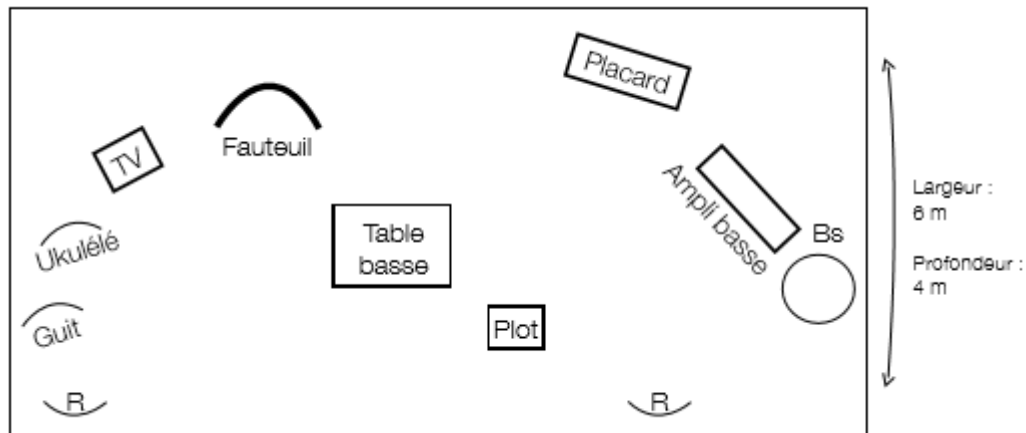 Placard
Fauteuil
TV
Ampli basse
Largeur :
6 m
Ukulélé
Table
basse
Bs
Profondeur :
4 m
Guit
Plot
R
R